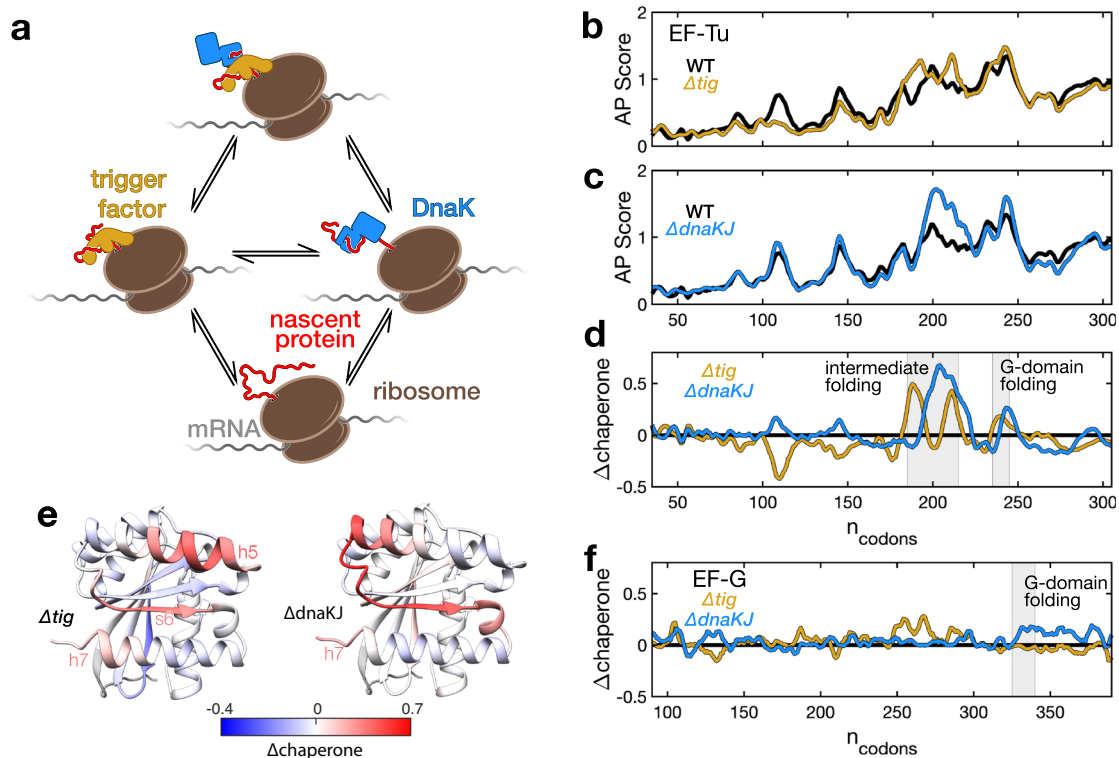 a
trigger
factor
DnaK
nascent
protein
ribosome
mRNA
b
EF-Tu
WT
Δtig
AP Score
2
1
0
c
WT
ΔdnaKJ
AP Score
2
1
0
50 100 150 200 250 300
d
Δtig
ΔdnaKJ
intermediate
folding
G-domain
folding
Δchaperone
0.5
0
-0.5
50 100 150 200 250 300
ncodons
e
Δtig
h5
s6
h7
ΔdnaKJ
h7
-0.4 0 0.7
Δchaperone
f
EF-G
Δtig
ΔdnaKJ
G-domain
folding
Δchaperone
0.5
0
-0.5
100 150 200 250 300 350
ncodons